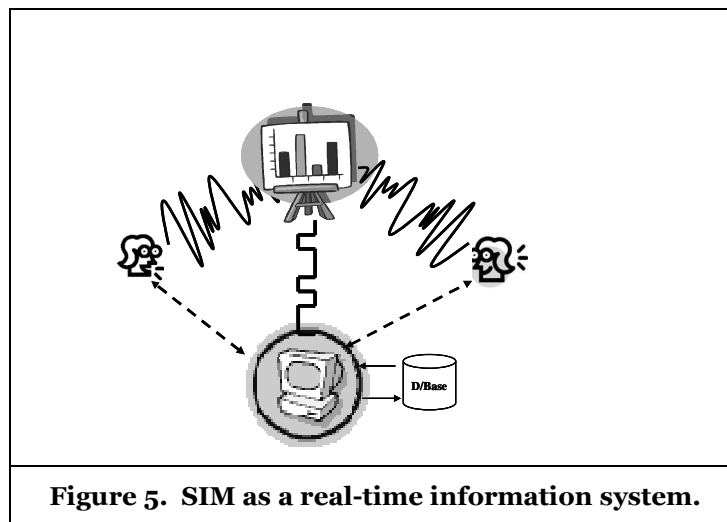 D/Base
Figure 5. SIM as a real-time information system.